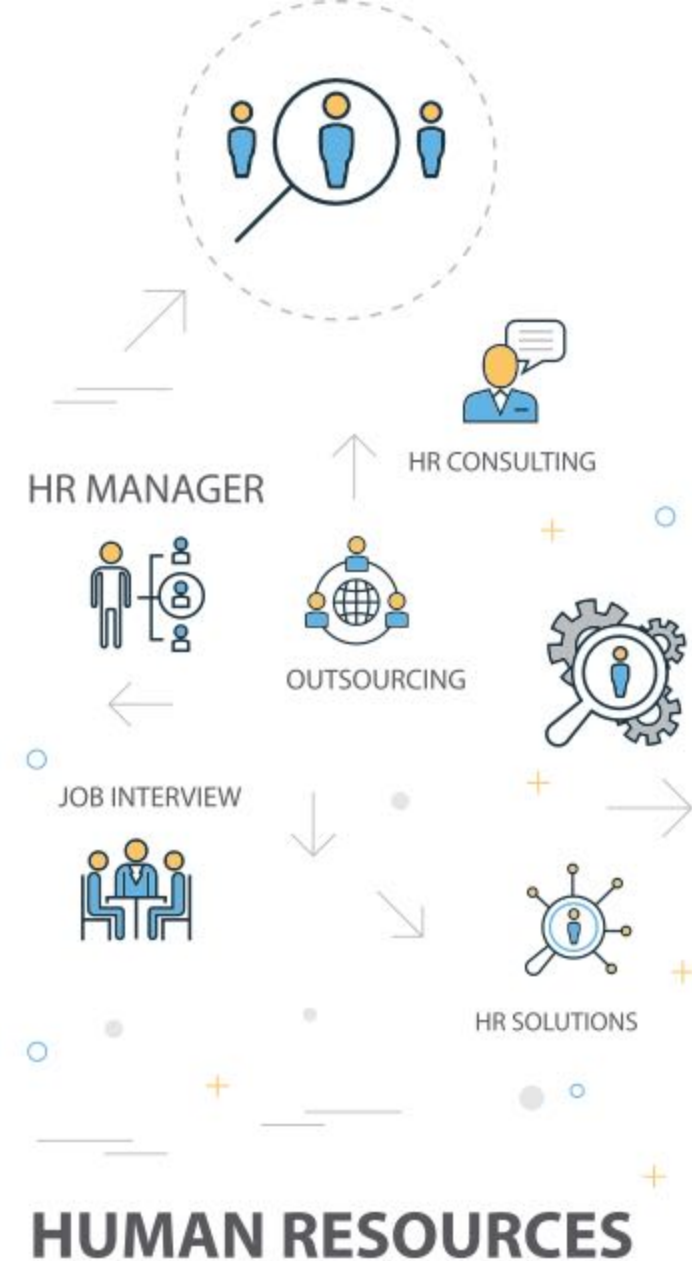 HR CONSULTING
HR MANAGER
OUTSOURCING
JOB INTERVIEW
HR SOLUTIONS
HUMAN RESOURCES